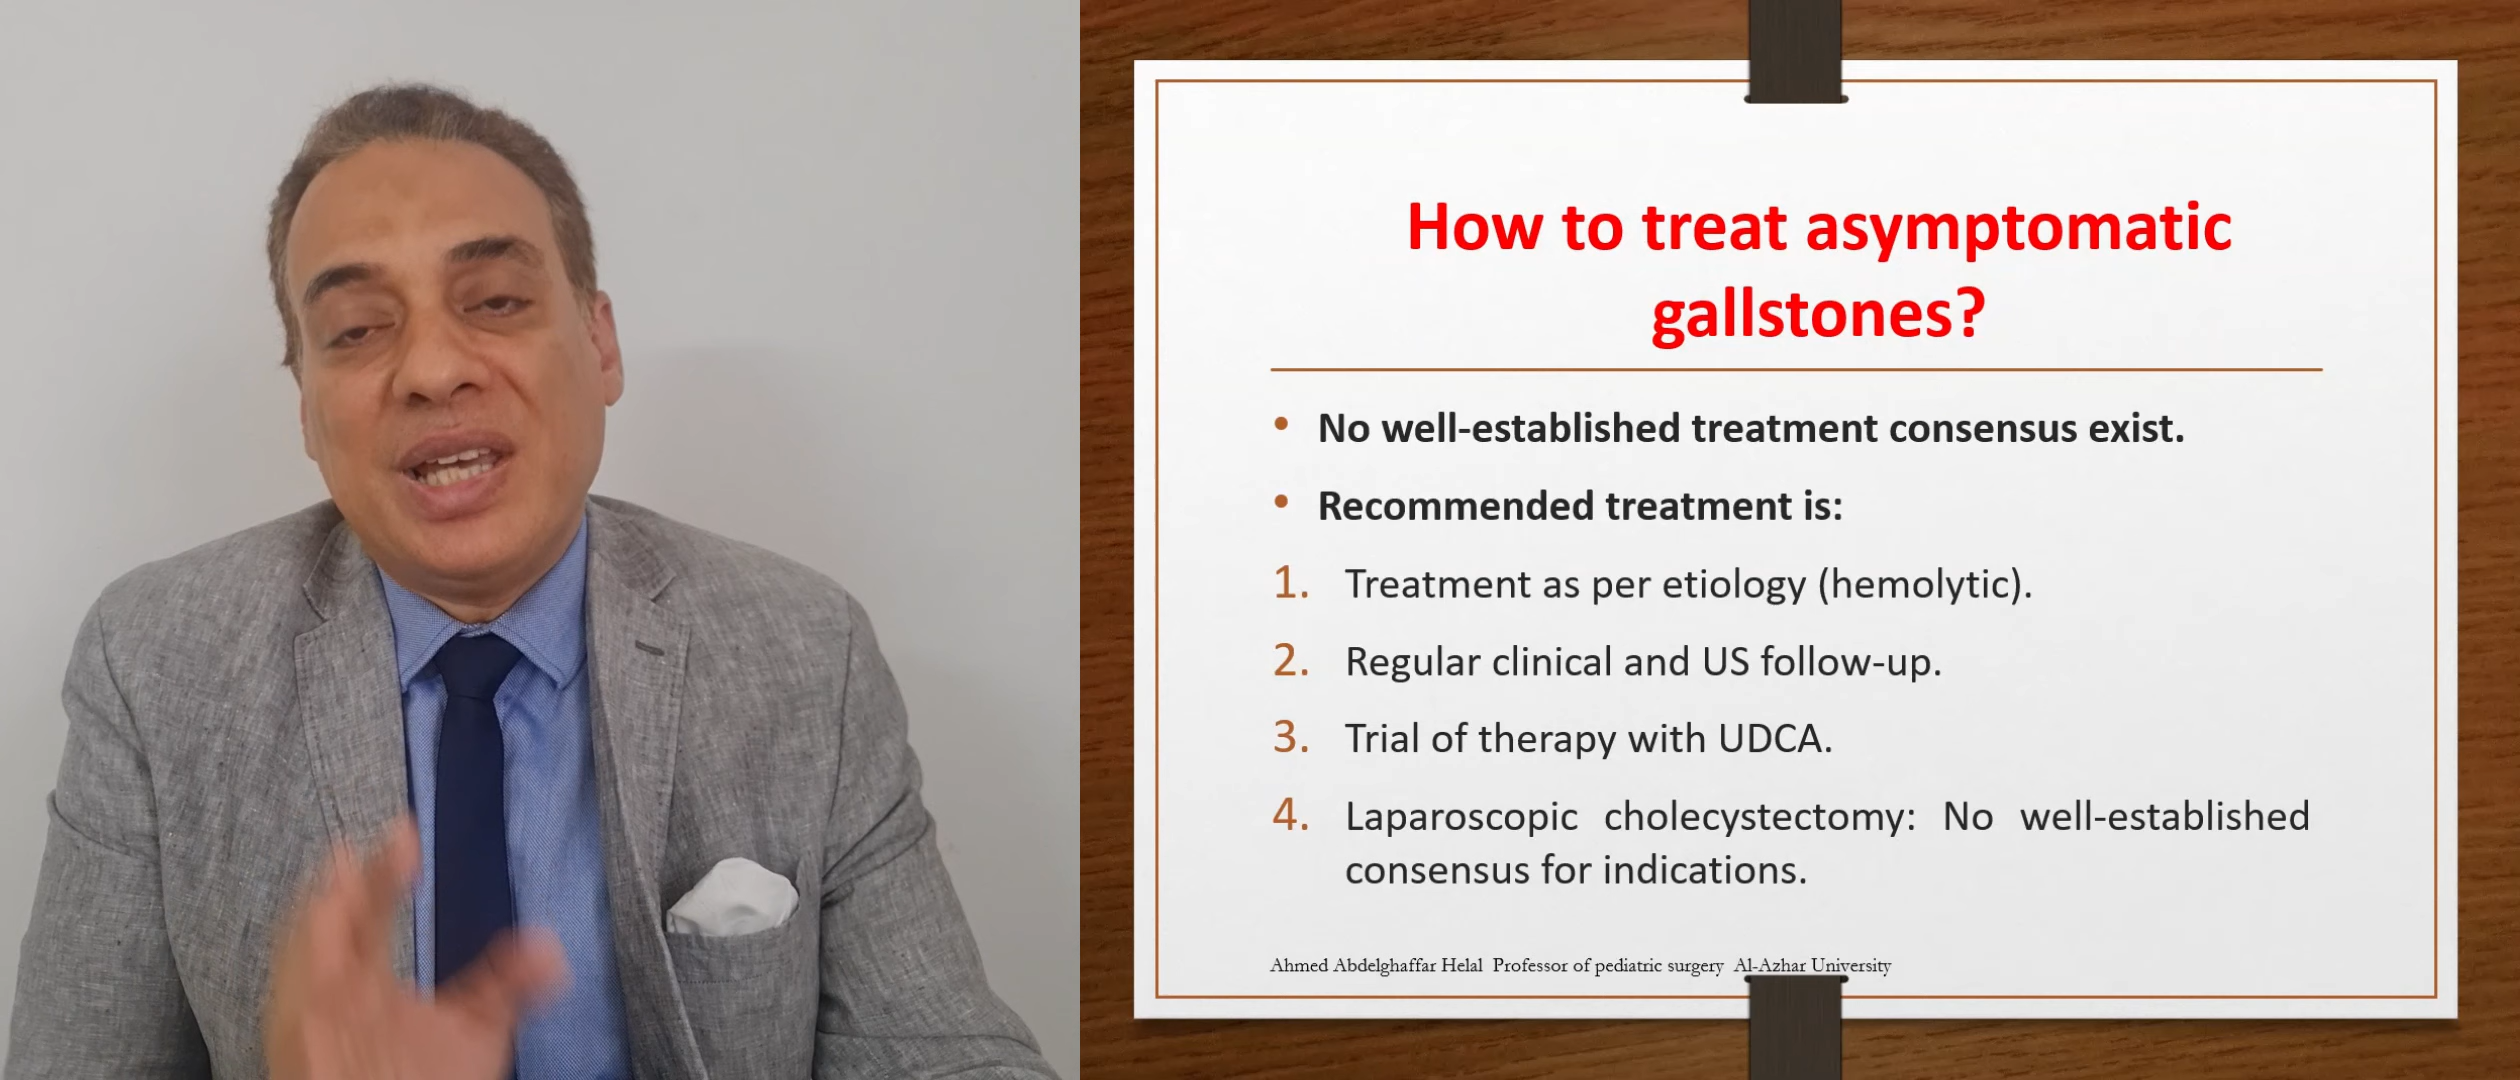 How to treat asymptomatic
gallstones?
• No well-established treatment consensus exist.
• Recommended treatment is:
1. Treatment as per etiology (hemolytic).
2. Regular clinical and US follow-up.
3. Trial of therapy with UDCA.
4. Laparoscopic cholecystectomy: No well-established
consensus for indications.
Ahmed Abdelghaffar Helal Professor of pediatric surgery Al-Azhar University